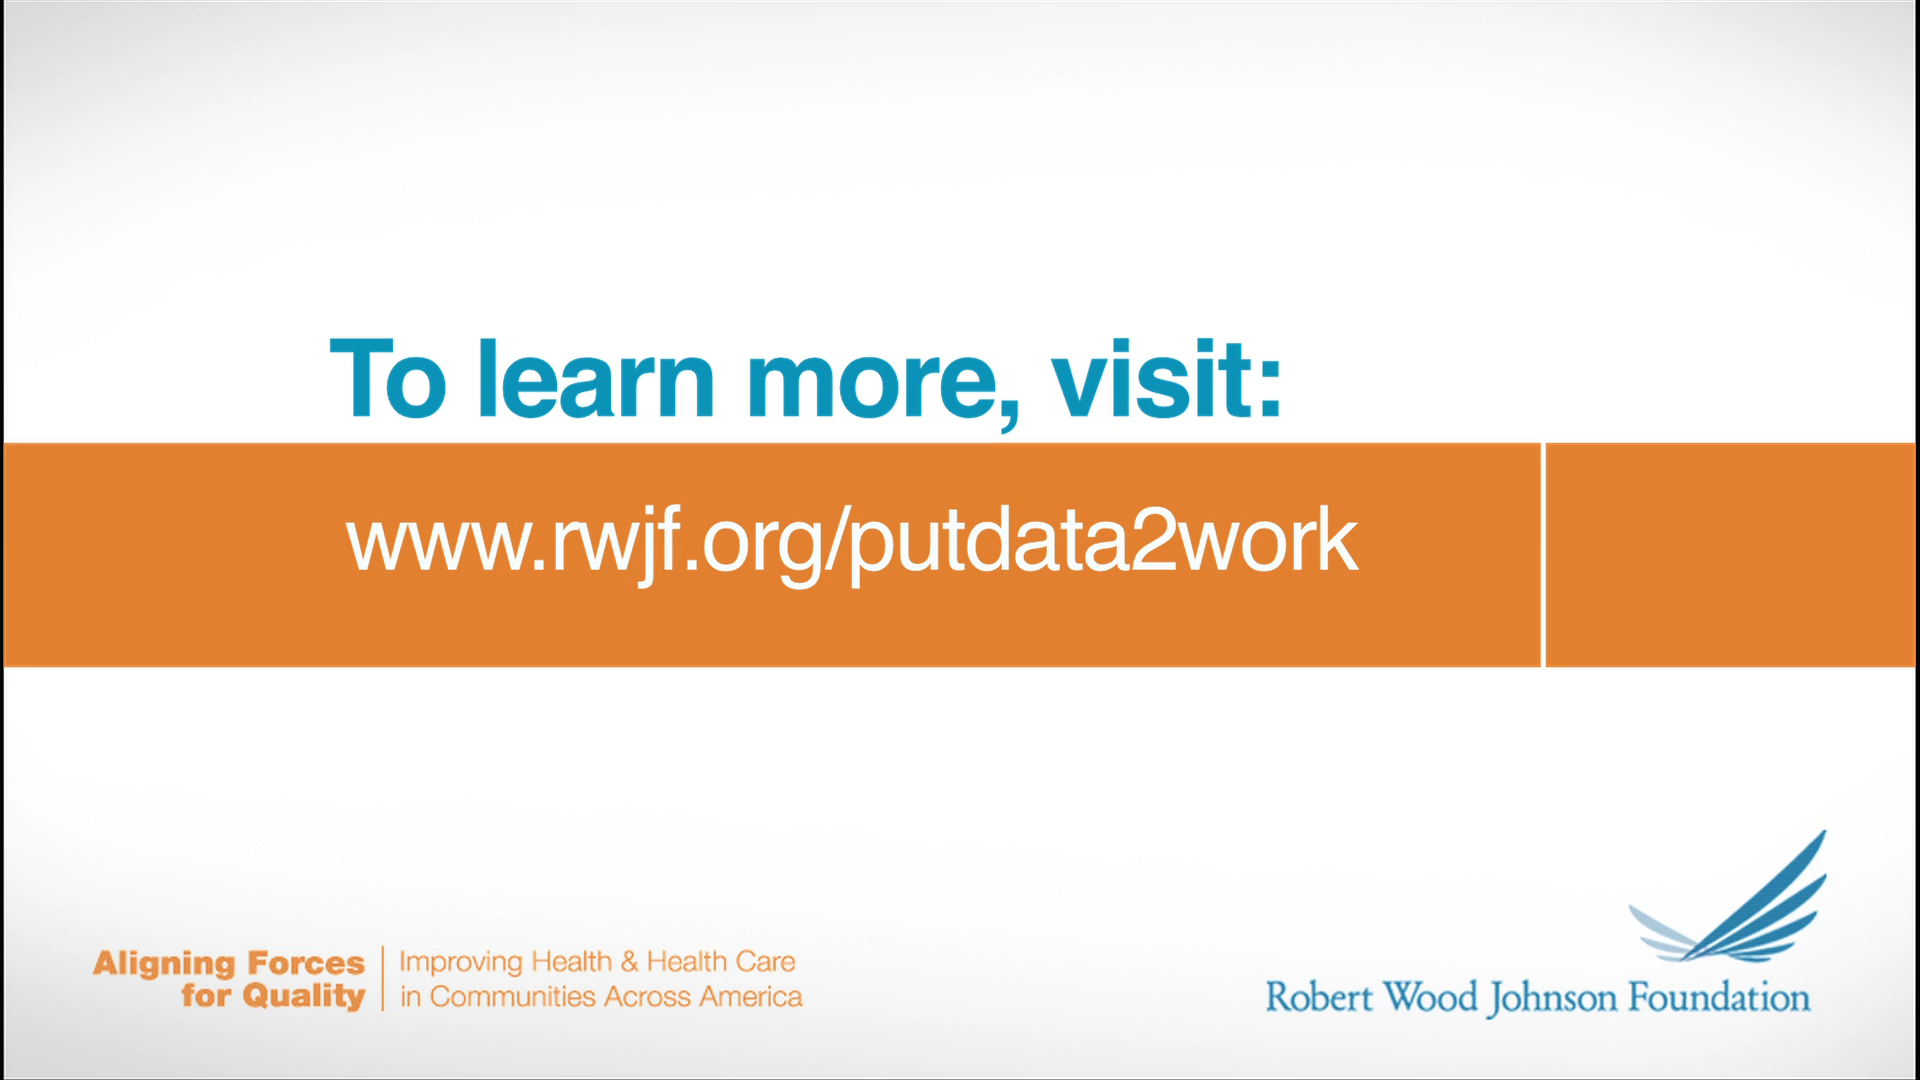 To learn more, visit:
www.rwjf.org/putdata2work
Aligning Forces
for Quality
Improving Health & Health Care
in Communities Across America
Robert Wood Johnson Foundation